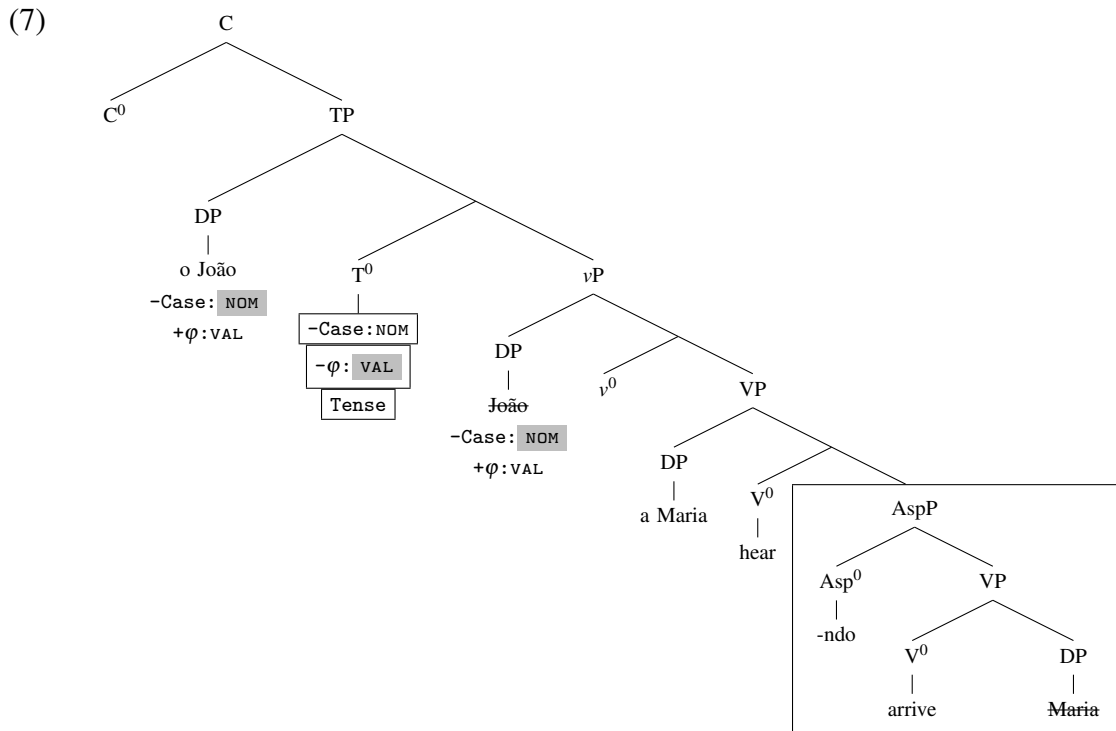 (7)
C
C⁰ TP
DP
o João T⁰ vP
-Case: NOM
-Case:NOM
+φ:VAL
DP
-φ: VAL
v⁰ VP
Tense
João
-Case: NOM
DP
+φ:VAL
V⁰
AspP
a Maria
hear
Asp⁰ VP
-ndo
V⁰ DP
arrive Maria